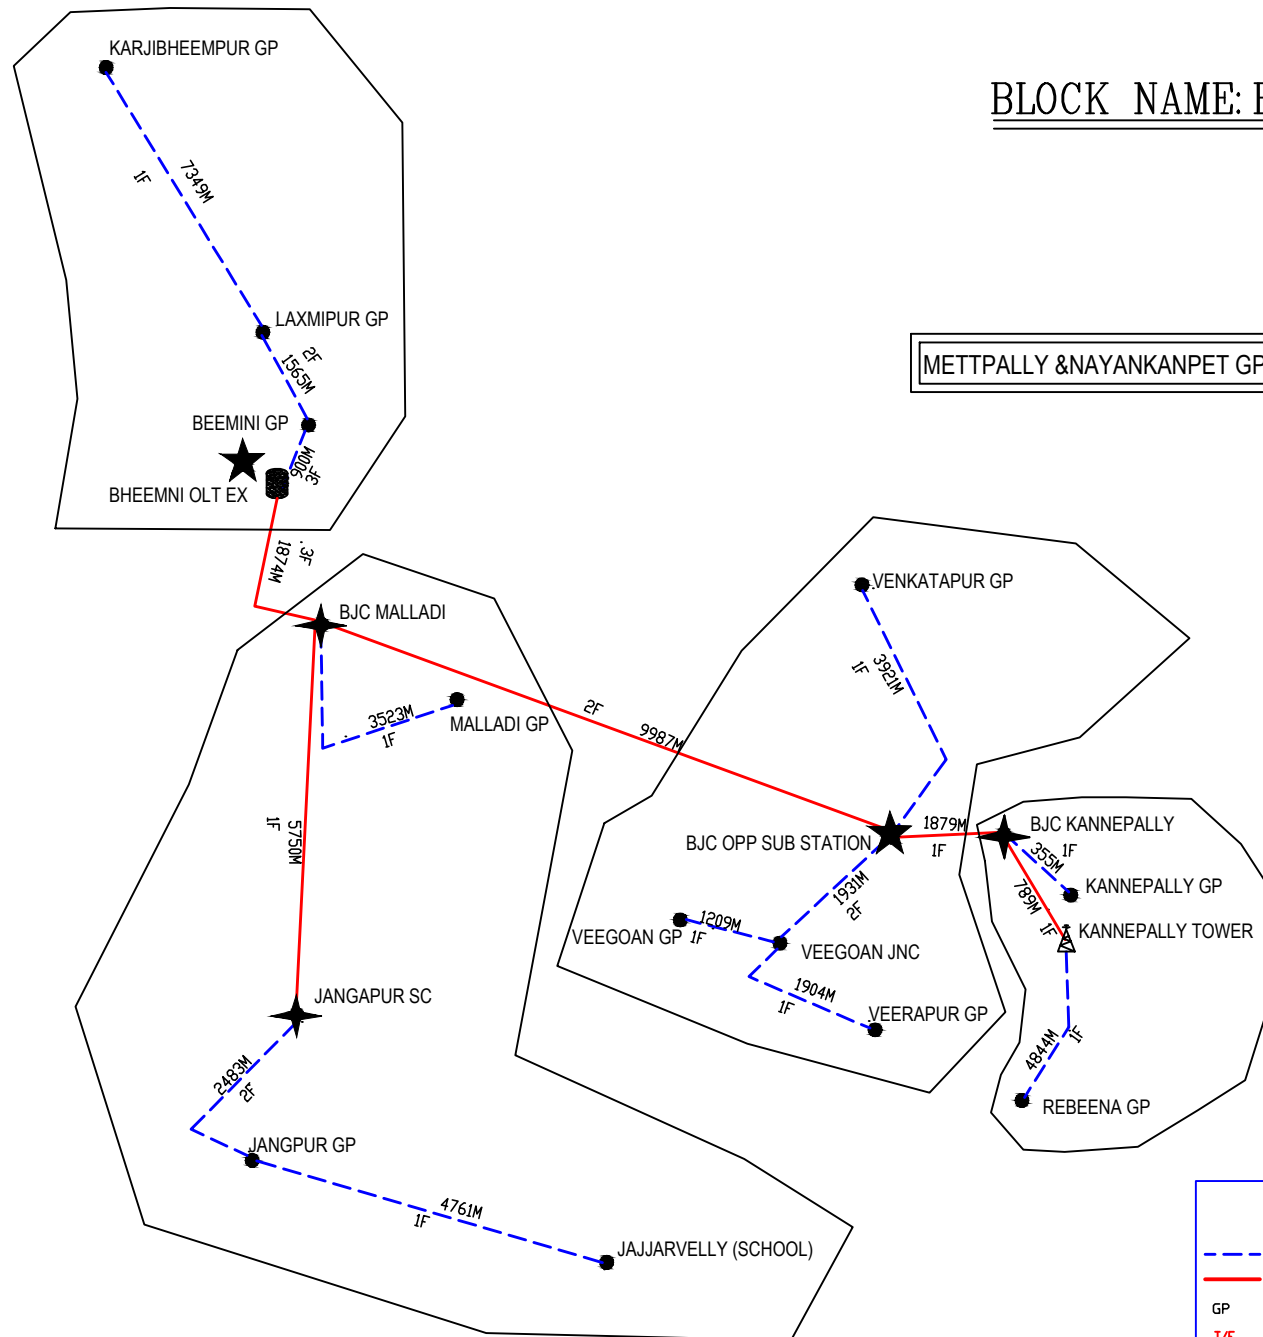 KARJIBHEEMPUR GP
BLOCK NAME:
7349M
1F
LAXMIPUR GP
2F
1565M
METTPALLY &NAYANKANPET GP
BEEMINI GP
900M
3F
BHEEMNI OLT EX
.3F
1874M
VENKATAPUR GP
BJC MALLADI
3921M
1F
3523M
1F
MALLADI GP
2F
9987M
5750M
1F
BJC OPP SUB STATION
1879M
1F
BJC KANNEPALLY
1F
355M
KANNEPALLY GP
789M
1F
KANNEPALLY TOWER
1931M
2F
1209M
1F
VEEGOAN GP
VEEGOAN JNC
1904M
1F
VEERAPUR GP
JANGAPUR SC
4844M
1F
REBEENA GP
2483M
2F
JANGPUR GP
4761M
1F
JAJJARVELLY (SCHOOL)
GP